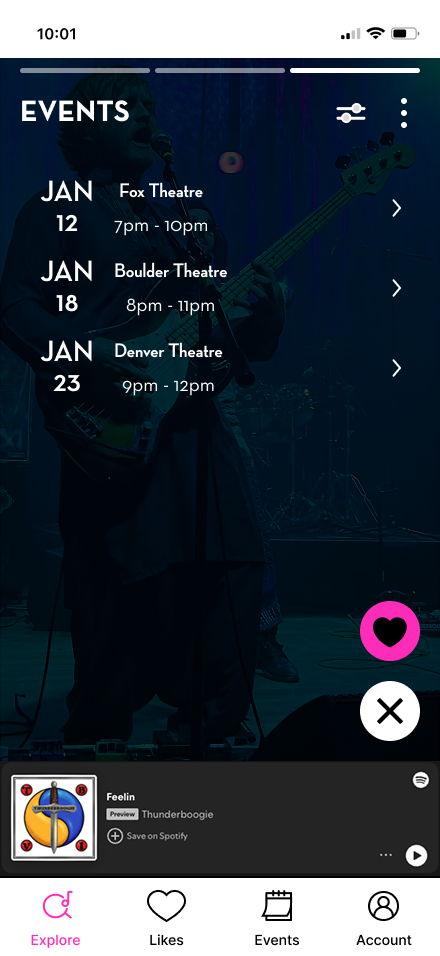 10:01
EVENTS
JAN
12
Fox Theatre
7pm - 10pm
JAN
18
Boulder Theatre
8pm - 11pm
JAN
23
Denver Theatre
9pm - 12pm
T B
THUNDERBOOGIE
V i
Feelin
Preview Thunderboogie
Save on Spotify
Explore Likes Events Account